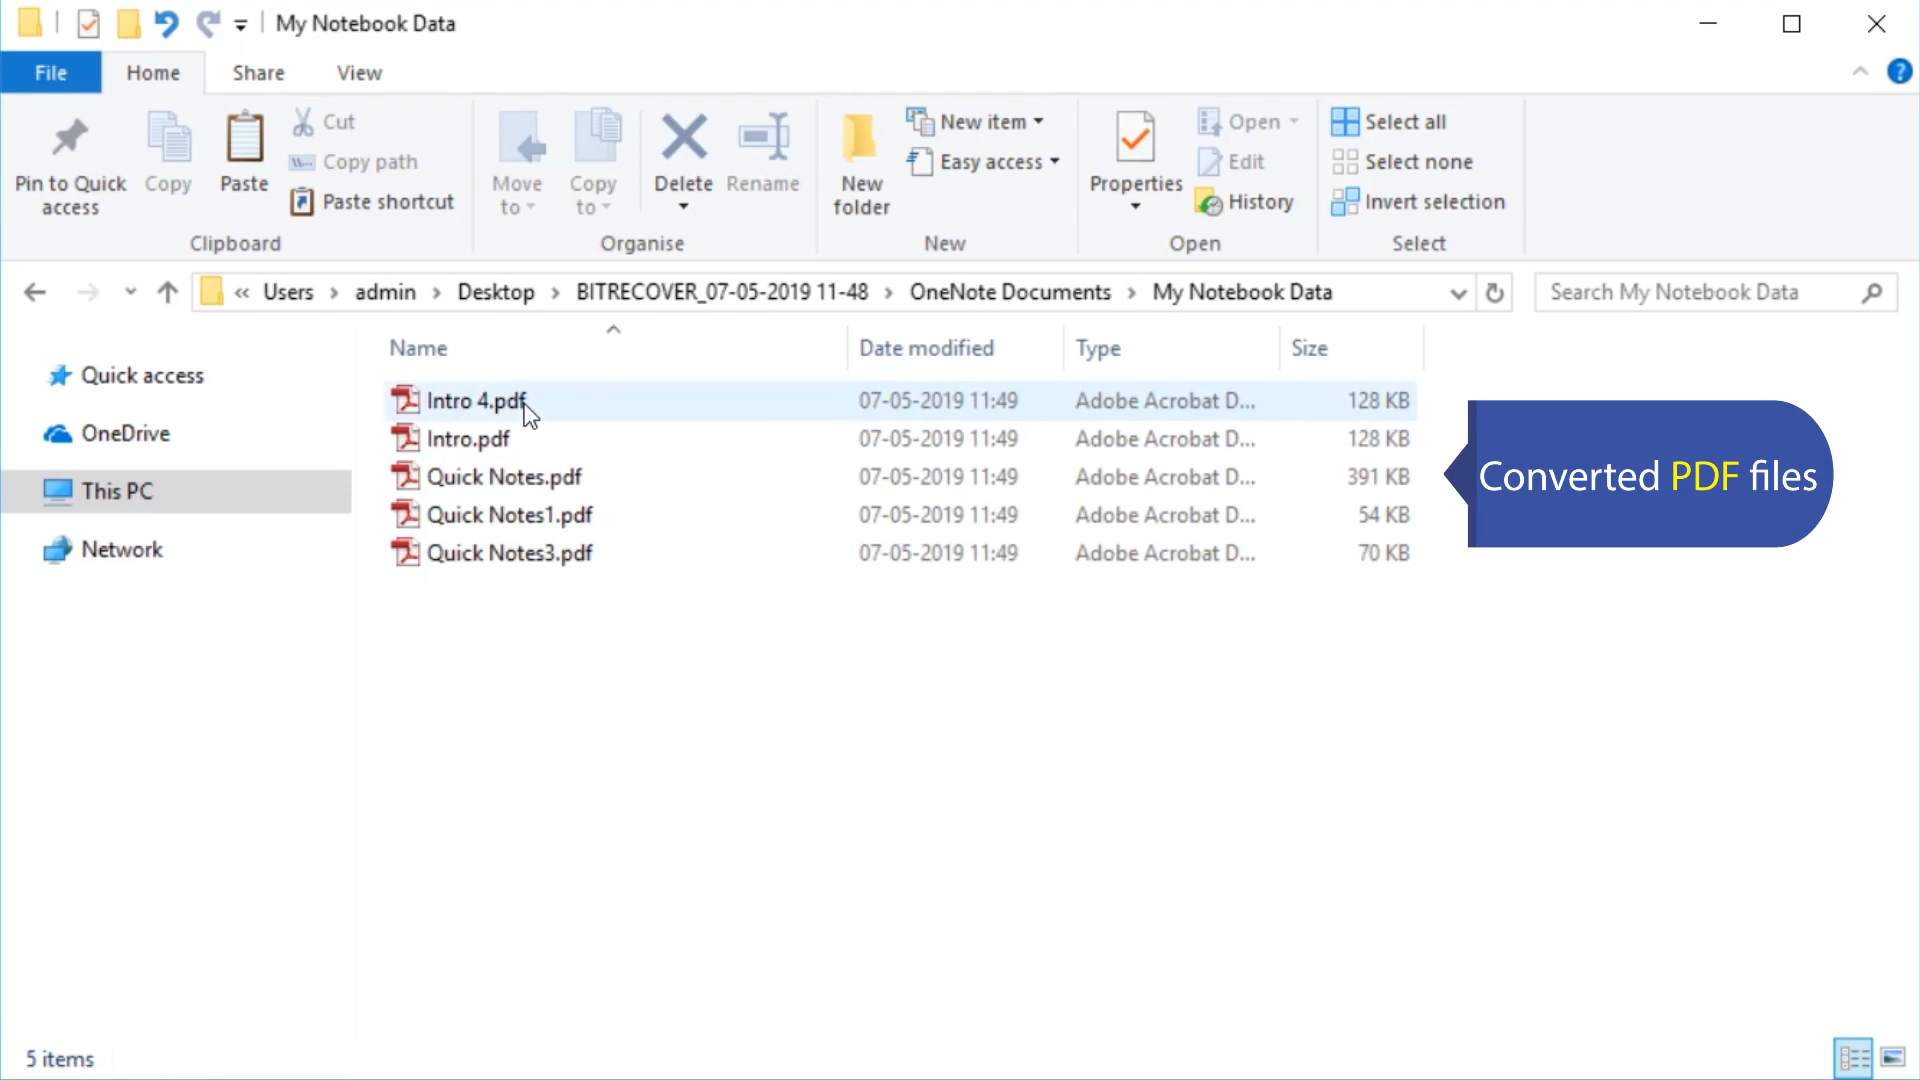 My Notebook Data
File Home Share View
Pin to Quick access
Copy
Paste
Cut
Copy path
Paste shortcut
Clipboard
Move to
Copy to
Delete
Rename
Organise
New folder
New item
Easy access
New
Properties
Open
Edit
History
Open
Select all
Select none
Invert selection
Select
« Users > admin > Desktop > BITRECOVER_07-05-2019 11-48 > OneNote Documents > My Notebook Data
Search My Notebook Data
Quick access
OneDrive
This PC
Network
Name Date modified Type Size
Intro 4.pdf 07-05-2019 11:49 Adobe Acrobat D... 128 KB
Intro.pdf 07-05-2019 11:49 Adobe Acrobat D... 128 KB
Quick Notes.pdf 07-05-2019 11:49 Adobe Acrobat D... 391 KB
Quick Notes1.pdf 07-05-2019 11:49 Adobe Acrobat D... 54 KB
Quick Notes3.pdf 07-05-2019 11:49 Adobe Acrobat D... 70 KB
Converted PDF files
5 items